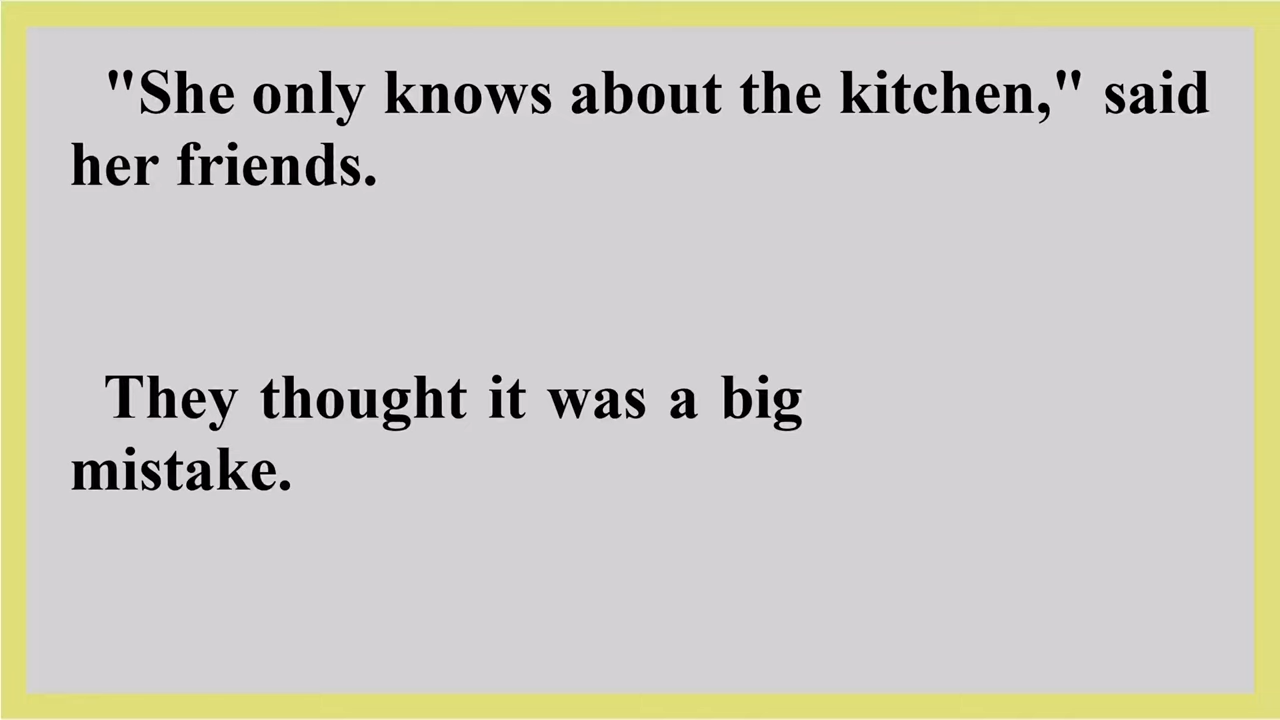 "She only knows about the kitchen," said
her friends.
They thought it was a big
mistake.